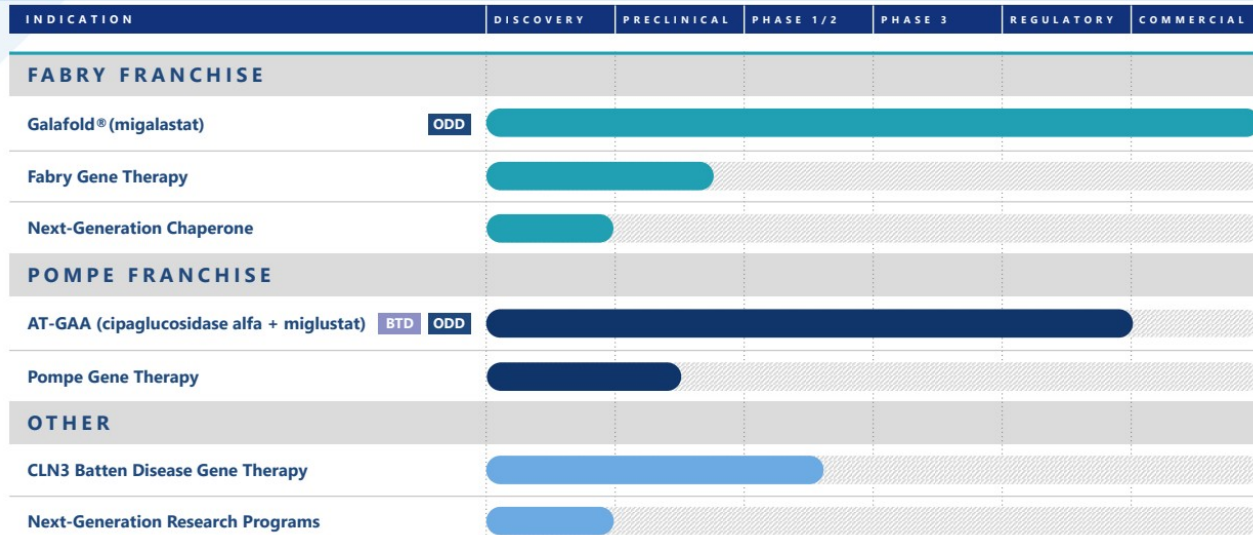 INDICATION DISCOVERY PRECLINICAL PHASE 1/2 PHASE 3 REGULATORY COMMERCIAL
FABRY FRANCHISE
Galafold® (migalastat) ODD
Fabry Gene Therapy
Next-Generation Chaperone
POMPE FRANCHISE
AT-GAA (cipaglucosidase alfa + miglustat) BTD ODD
Pompe Gene Therapy
OTHER
CLN3 Batten Disease Gene Therapy
Next-Generation Research Programs